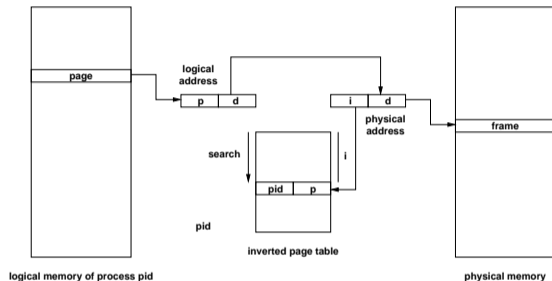 page
logical
address
p d
i d
physical
address
frame
search
i
pid p
pid
inverted page table
logical memory of process pid
physical memory